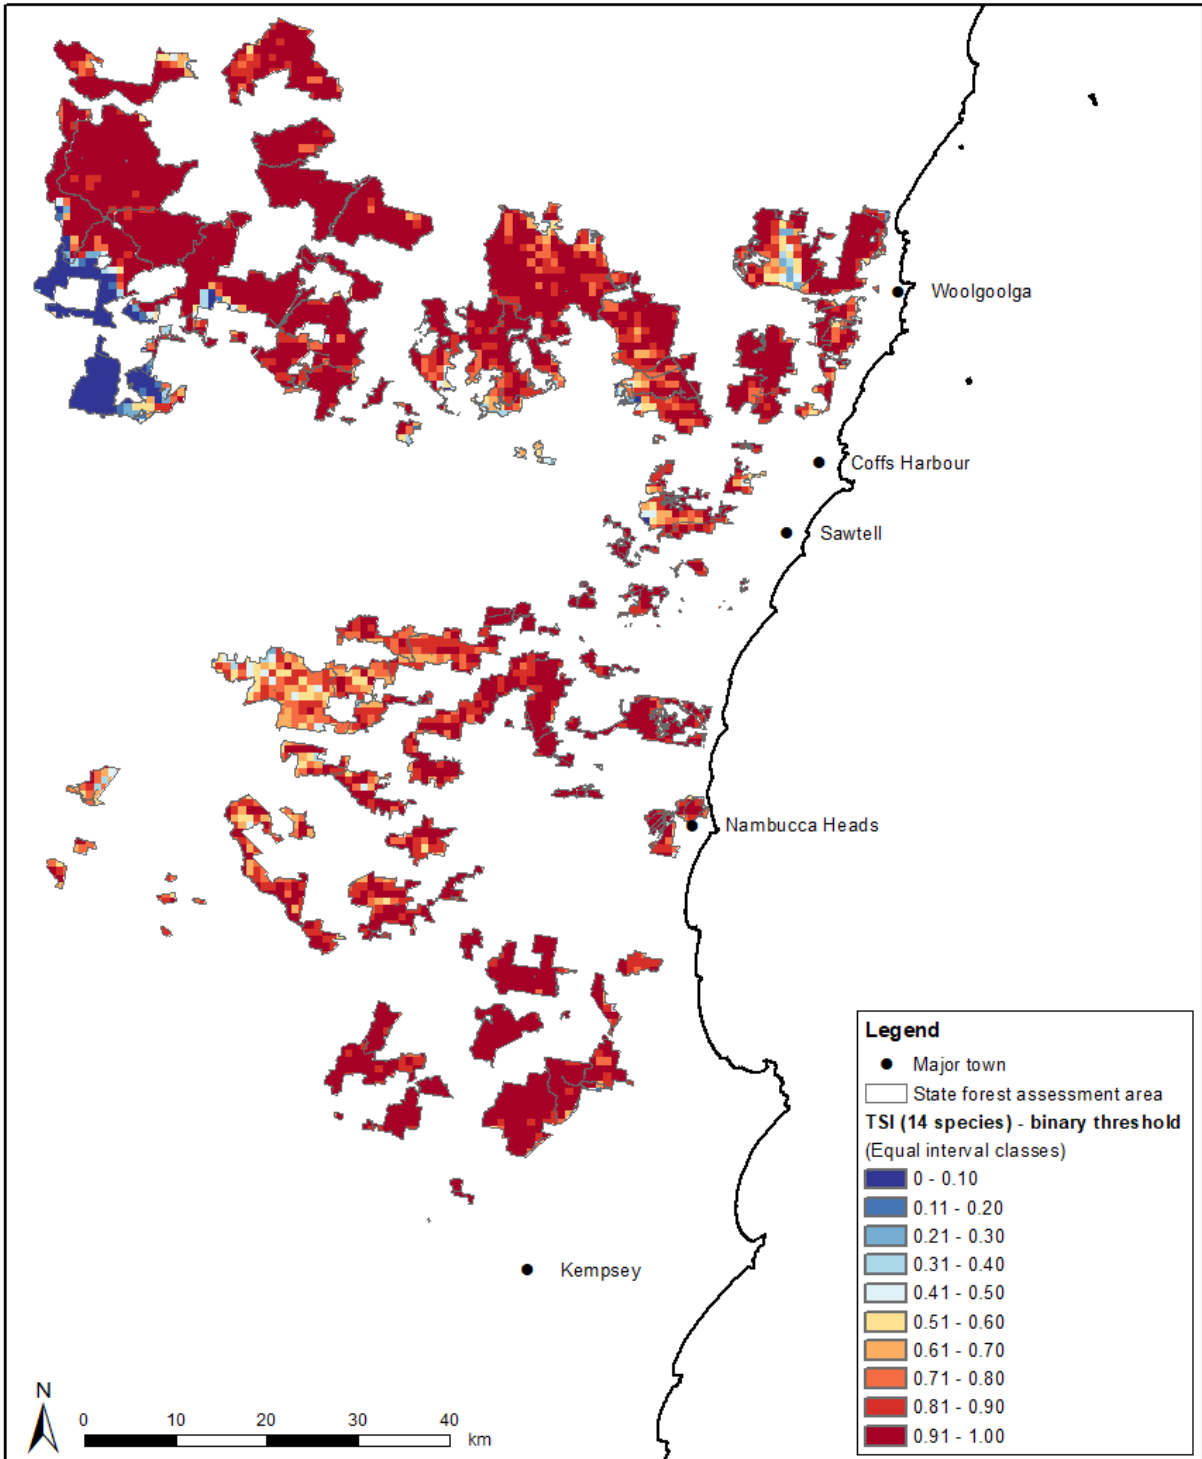 Woolgoolga
Coffs Harbour
Sawtell
Nambucca Heads
Kempsey
Legend
Major town
State forest assessment area
TSI (14 species) - binary threshold
(Equal interval classes)
0 - 0.10
0.11 - 0.20
0.21 - 0.30
0.31 - 0.40
0.41 - 0.50
0.51 - 0.60
0.61 - 0.70
0.71 - 0.80
0.81 - 0.90
0.91 - 1.00
N
0 10 20 30 40
km